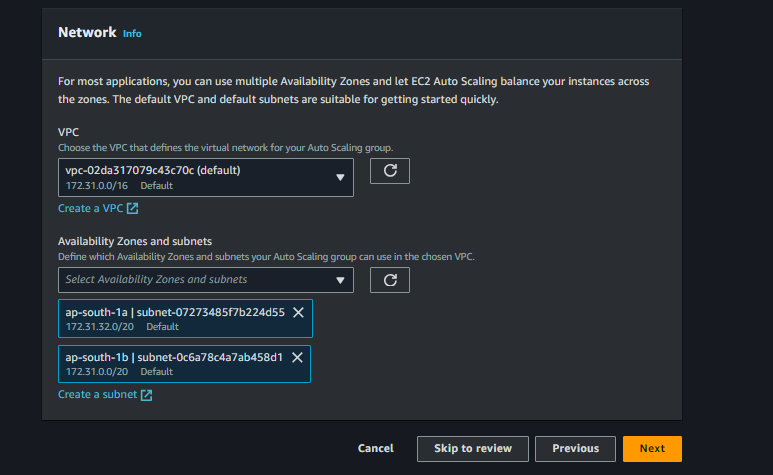 Network Info
For most applications, you can use multiple Availability Zones and let EC2 Auto Scaling balance your instances across
the zones. The default VPC and default subnets are suitable for getting started quickly.
VPC
Choose the VPC that defines the virtual network for your Auto Scaling group.
vpc-02da317079c43c70c (default)
172.31.0.0/16 Default
Create a VPC
Availability Zones and subnets
Define which Availability Zones and subnets your Auto Scaling group can use in the chosen VPC.
Select Availability Zones and subnets
ap-south-1a | subnet-07273485f7b224d55
172.31.32.0/20 Default
ap-south-1b | subnet-0c6a78c4a7ab458d1
172.31.0.0/20 Default
Create a subnet
Cancel Skip to review Previous Next